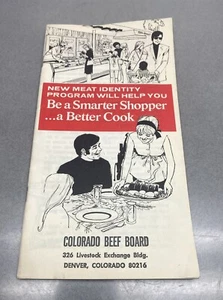 NEW MEAT IDENTITY
PROGRAM WILL HELP YOU
Be a Smarter Shopper
...a Better Cook
COLORADO BEEF BOARD
326 Livestock Exchange Bldg.
DENVER, COLORADO 80216